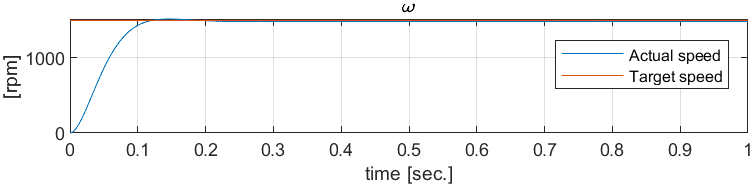 ω
1000
[rpm]
Actual speed
Target speed
0
0 0.1 0.2 0.3 0.4 0.5 0.6 0.7 0.8 0.9 1
time [sec.]